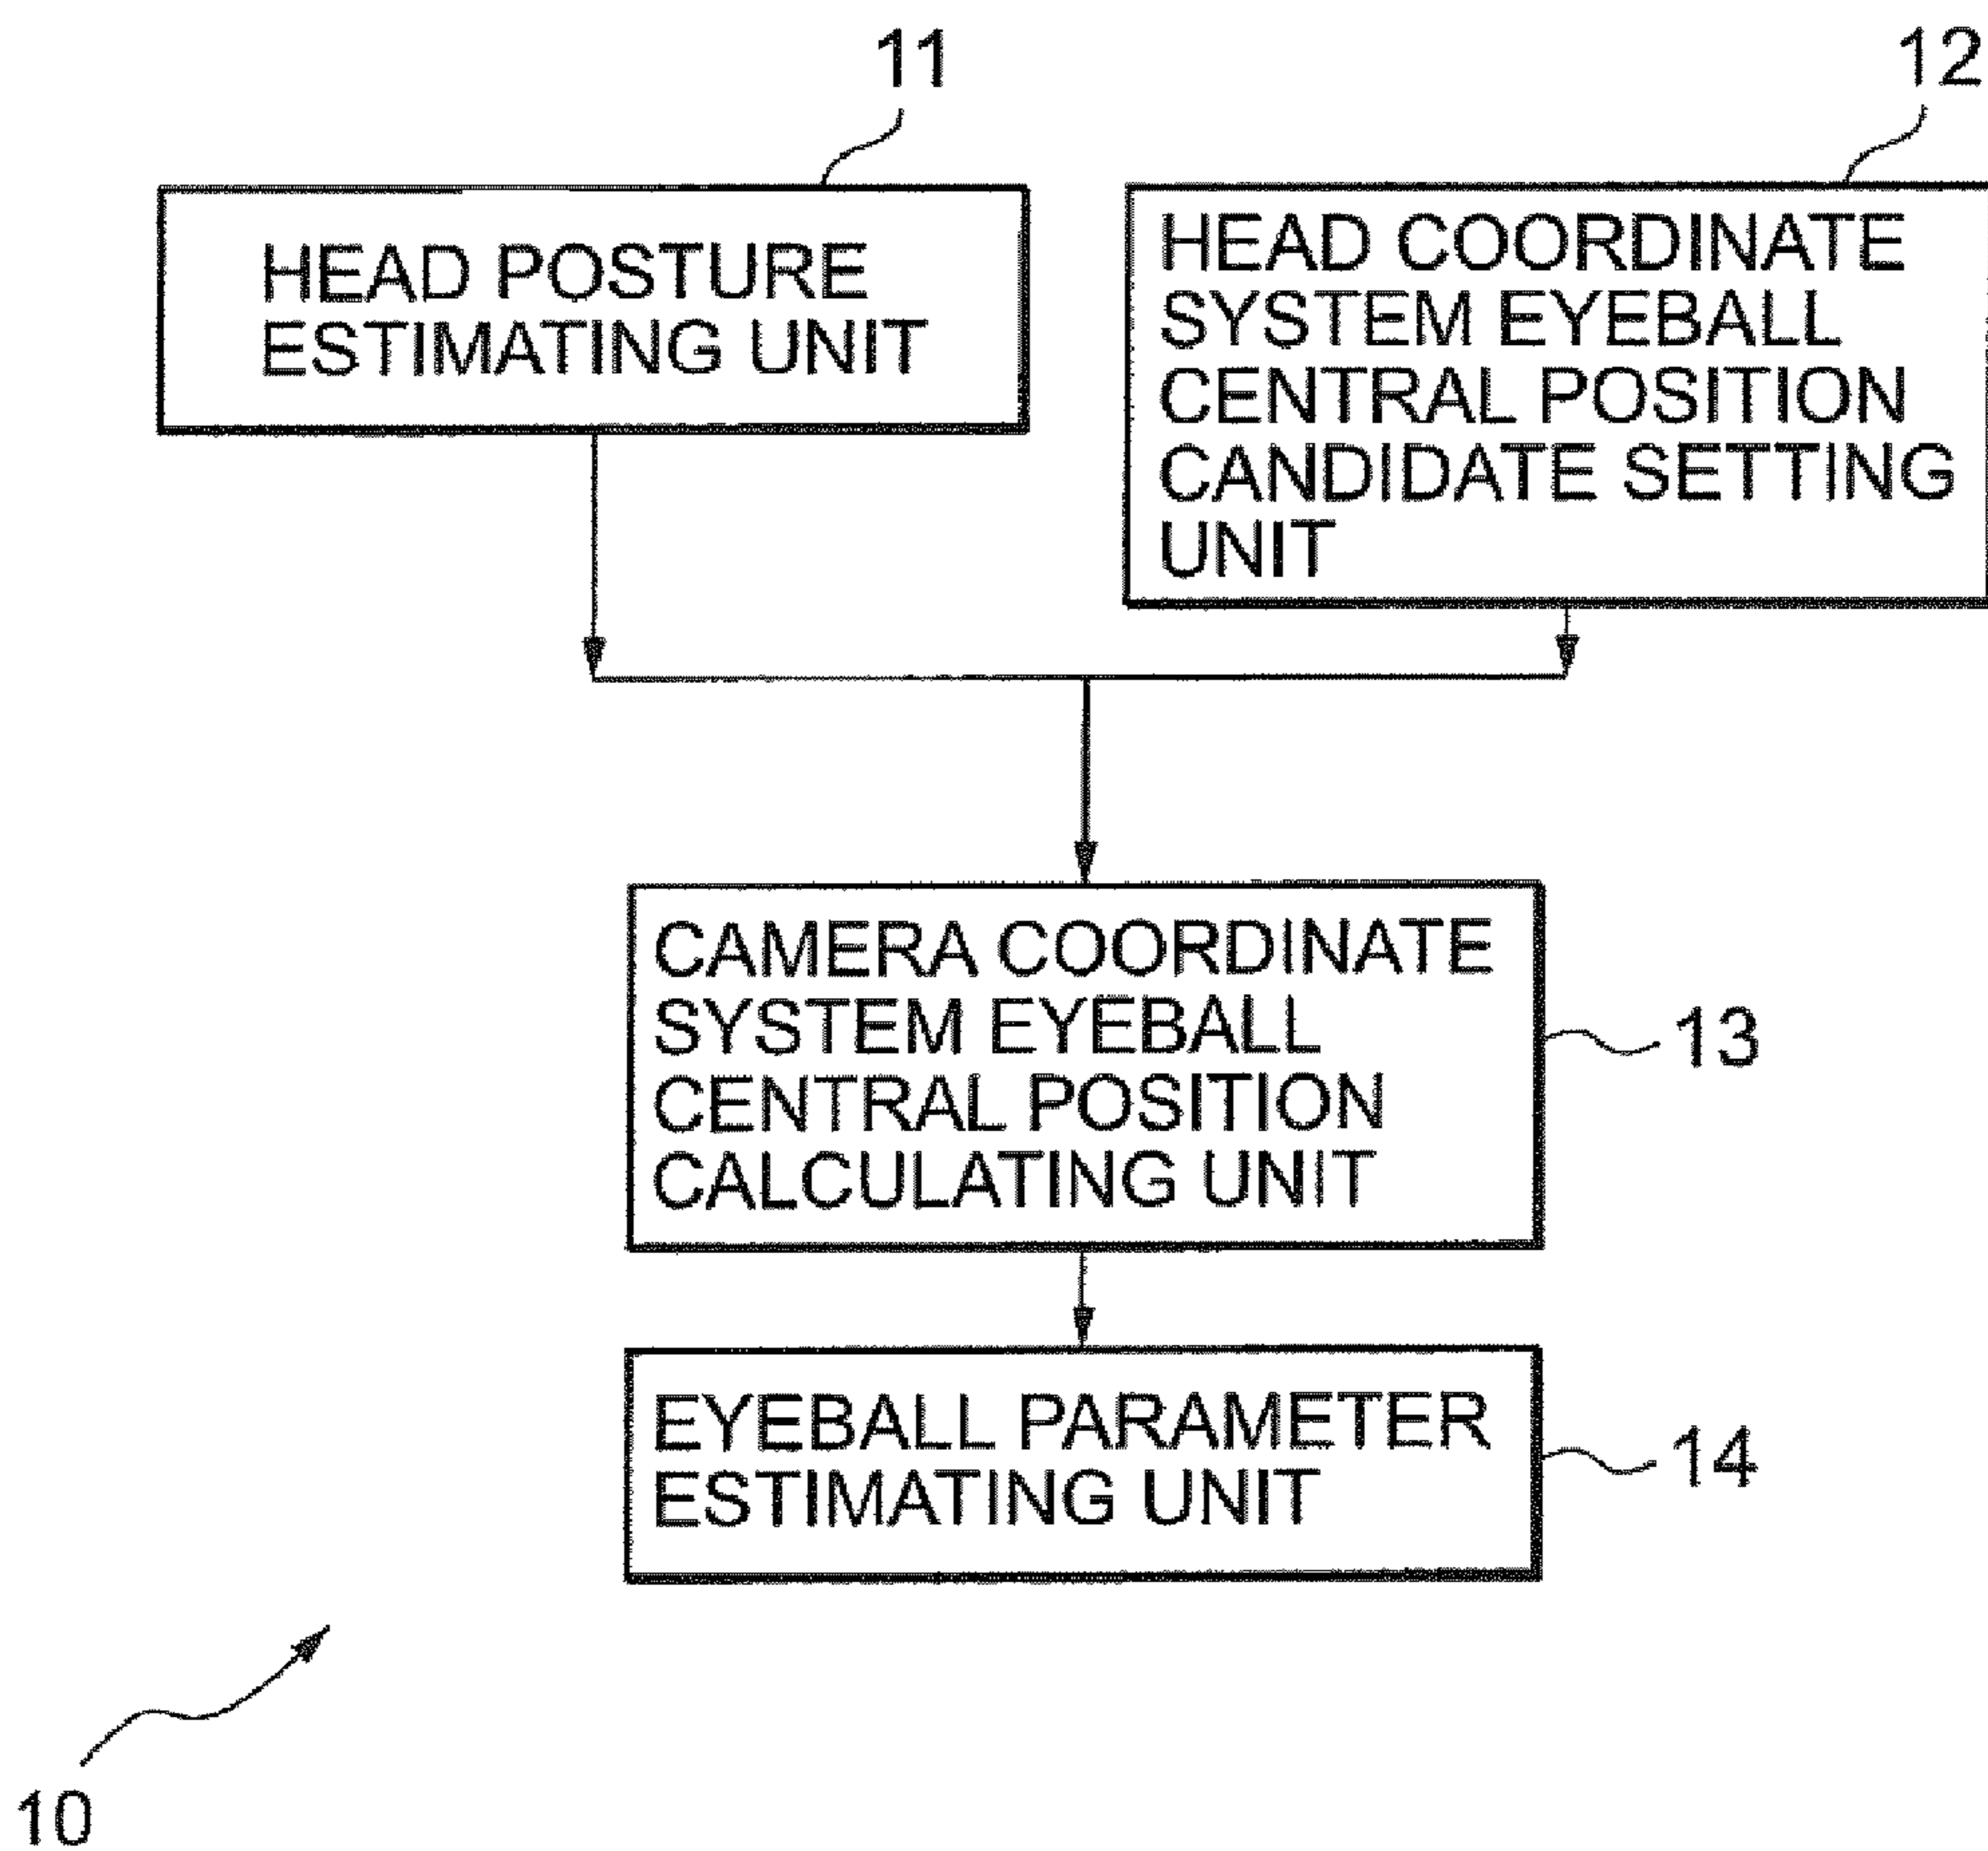 11
12
HEAD POSTURE
ESTIMATING UNIT
HEAD COORDINATE
SYSTEM EYEBALL
CENTRAL POSITION
CANDIDATE SETTING
UNIT
CAMERA COORDINATE
SYSTEM EYEBALL
CENTRAL POSITION
CALCULATING UNIT
13
EYEBALL PARAMETER
ESTIMATING UNIT
14
10